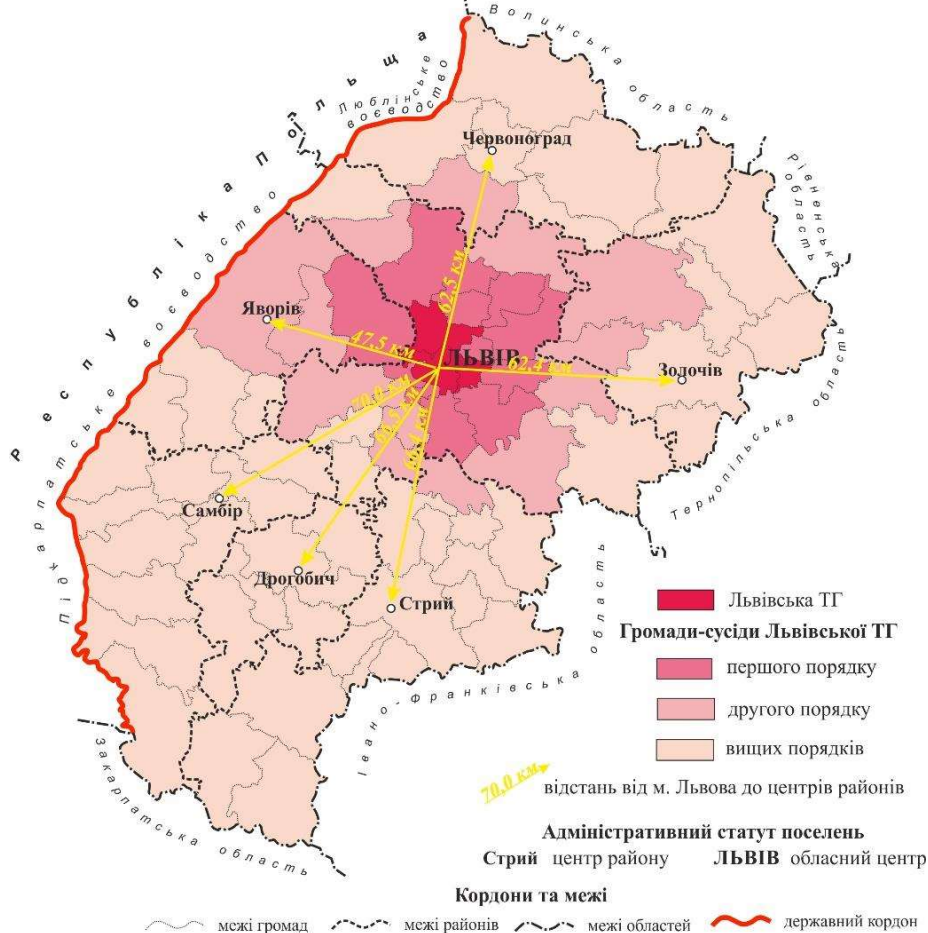 Волинська область
Республіка Польща
Люблінське
воєводство
Червоноград
Рівненська
область
Підкарпатське воєводство
62,5 км
Яворів
47,5 км
ЛЬВІВ
62,4 км
Золочів
70,0 км
Самбір
Дрогобич
Стрий
Тернопільська область
Івано-Франківська область
Закарпатська область
Львівська ТГ
Громади-сусіди Львівської ТГ
першого порядку
другого порядку
вищих порядків
70,0 км
відстань від м. Львова до центрів районів
Адміністративний статут поселень
Стрий центр району ЛЬВІВ обласний центр
Кордони та межі
межі громад межі районів межі областей державний кордон